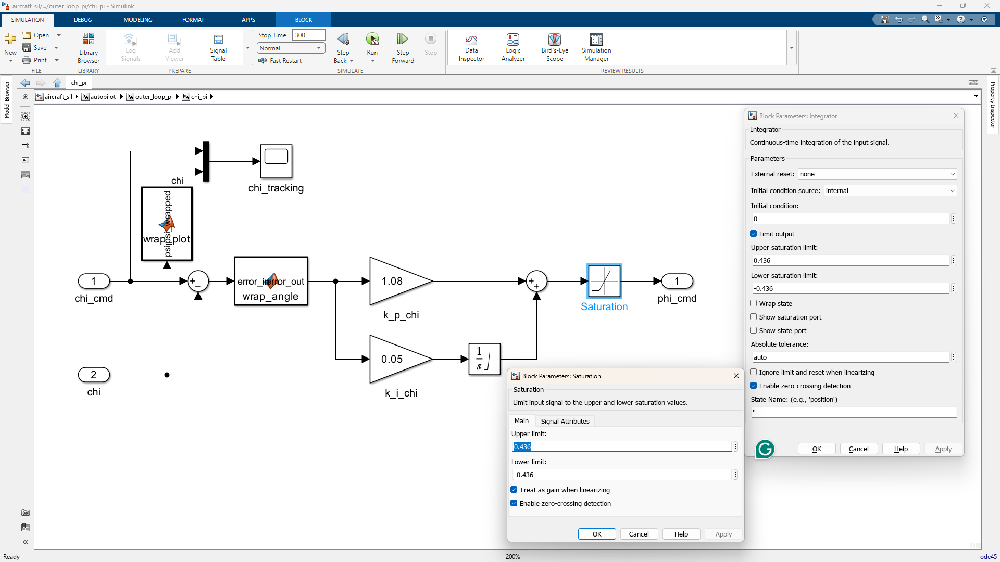 aircraft_sil/.../outer_loop_pi/chi_pi - Simulink
SIMULATION DEBUG MODELING FORMAT APPS BLOCK
New
Open
Save
Print
FILE
Library Browser
LIBRARY
Log Signals
Add Viewer
Signal Table
PREPARE
Stop Time 300
Normal
Fast Restart
Step Back
Run
Step Forward
Stop
SIMULATE
Data Inspector
Logic Analyzer
Bird's-Eye Scope
Simulation Manager
REVIEW RESULTS
Model Browser
chi_pi
aircraft_sil autopilot outer_loop_pi chi_pi
Property Inspector
chi
chi_tracking
wrap_plot
1
chi_cmd
+
−
error_in error_out
wrap_angle
1.08
k_p_chi
+
+
Saturation
1
phi_cmd
2
chi
0.05
k_i_chi
1
s
Block Parameters: Integrator
Integrator
Continuous-time integration of the input signal.
Parameters
External reset: none
Initial condition source: internal
Initial condition:
0
Limit output
Upper saturation limit:
0.436
Lower saturation limit:
-0.436
Wrap state
Show saturation port
Show state port
Absolute tolerance:
auto
Ignore limit and reset when linearizing
Enable zero-crossing detection
State Name: (e.g., 'position')
''
OK Cancel Help Apply
Block Parameters: Saturation
Saturation
Limit input signal to the upper and lower saturation values.
Main Signal Attributes
Upper limit:
0.436
Lower limit:
-0.436
Treat as gain when linearizing
Enable zero-crossing detection
OK Cancel Help Apply
Ready
200%
ode45